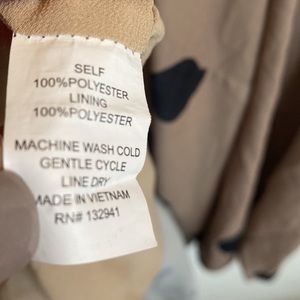 SELF
100%POLYESTER
LINING
100%POLYESTER
MACHINE WASH COLD
GENTLE CYCLE
LINE DRY
MADE IN VIETNAM
RN# 132941